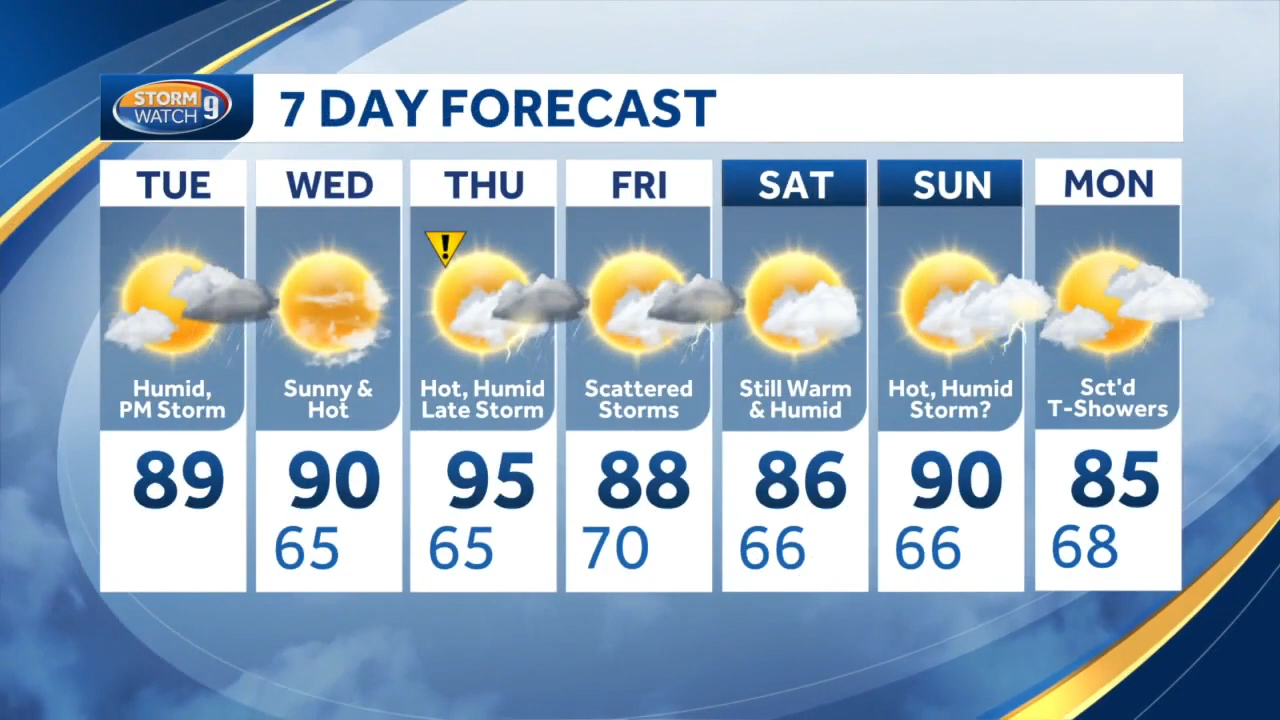 STORM
WATCH 9
7 DAY FORECAST
TUE
Humid,
PM Storm
89
WED
Sunny &
Hot
90
65
THU
!
Hot, Humid
Late Storm
95
65
FRI
Scattered
Storms
88
70
SAT
Still Warm
& Humid
86
66
SUN
Hot, Humid
Storm?
90
66
MON
Sct'd
T-Showers
85
68